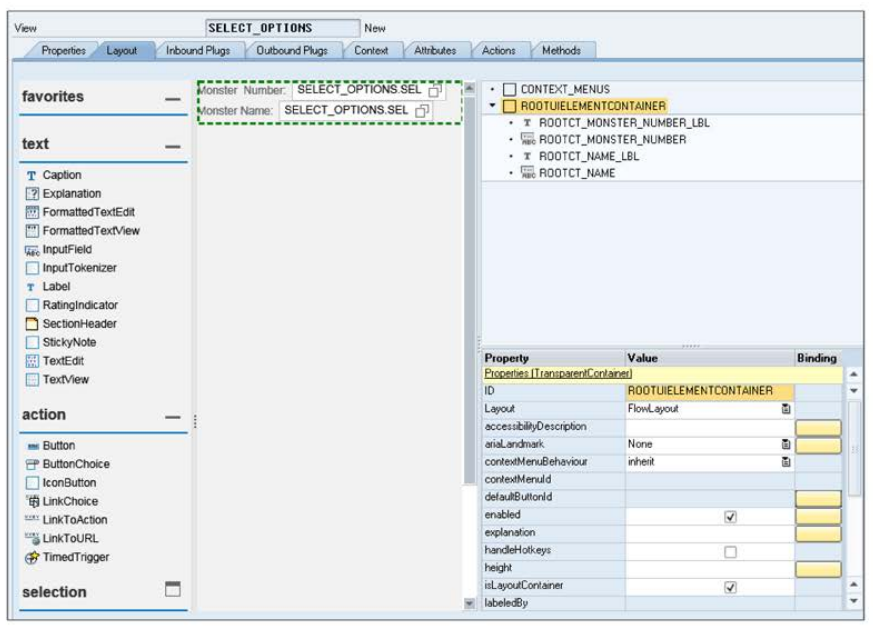 View SELECT_OPTIONS New
Properties Layout Inbound Plugs Outbound Plugs Context Attributes Actions Methods
favorites
text
Caption
Explanation
FormattedTextEdit
FormattedTextView
InputField
InputTokenizer
Label
RatingIndicator
SectionHeader
StickyNote
TextEdit
TextView
action
Button
ButtonChoice
IconButton
LinkChoice
LinkToAction
LinkToURL
TimedTrigger
selection
Monster Number: SELECT_OPTIONS.SEL
Monster Name: SELECT_OPTIONS.SEL
CONTEXT_MENUS
ROOTUIELEMENTCONTAINER
ROOTCT_MONSTER_NUMBER_LBL
ROOTCT_MONSTER_NUMBER
ROOTCT_NAME_LBL
ROOTCT_NAME
Property Value Binding
Properties [TransparentContainer]
ID ROOTUIELEMENTCONTAINER
Layout FlowLayout
accessibilityDescription
ariaLandmark None
contextMenuBehaviour inherit
contextMenuId
defaultButtonId
enabled
explanation
handleHotkeys
height
isLayoutContainer
labeledBy